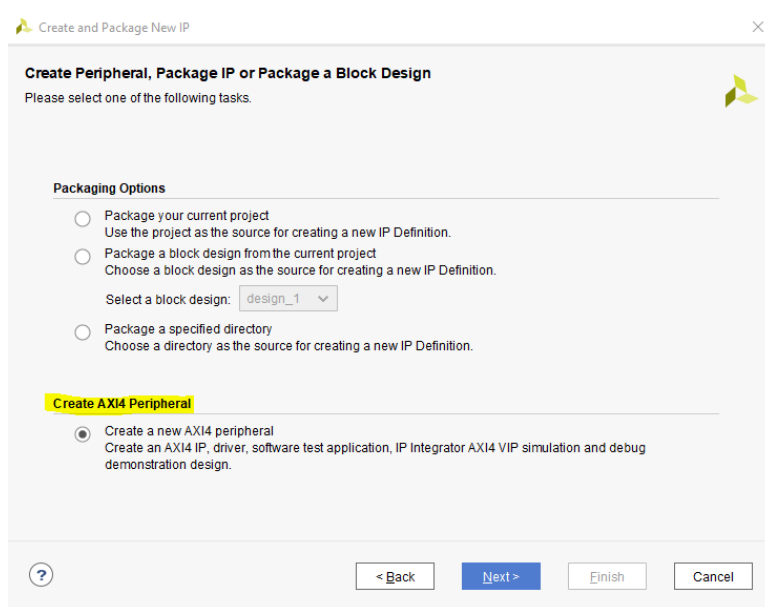 Create and Package New IP
Create Peripheral, Package IP or Package a Block Design
Please select one of the following tasks.
Packaging Options
Package your current project
Use the project as the source for creating a new IP Definition.
Package a block design from the current project
Choose a block design as the source for creating a new IP Definition.
Select a block design: design_1
Package a specified directory
Choose a directory as the source for creating a new IP Definition.
Create AXI4 Peripheral
Create a new AXI4 peripheral
Create an AXI4 IP, driver, software test application, IP Integrator AXI4 VIP simulation and debug
demonstration design.
? < Back Next > Finish Cancel